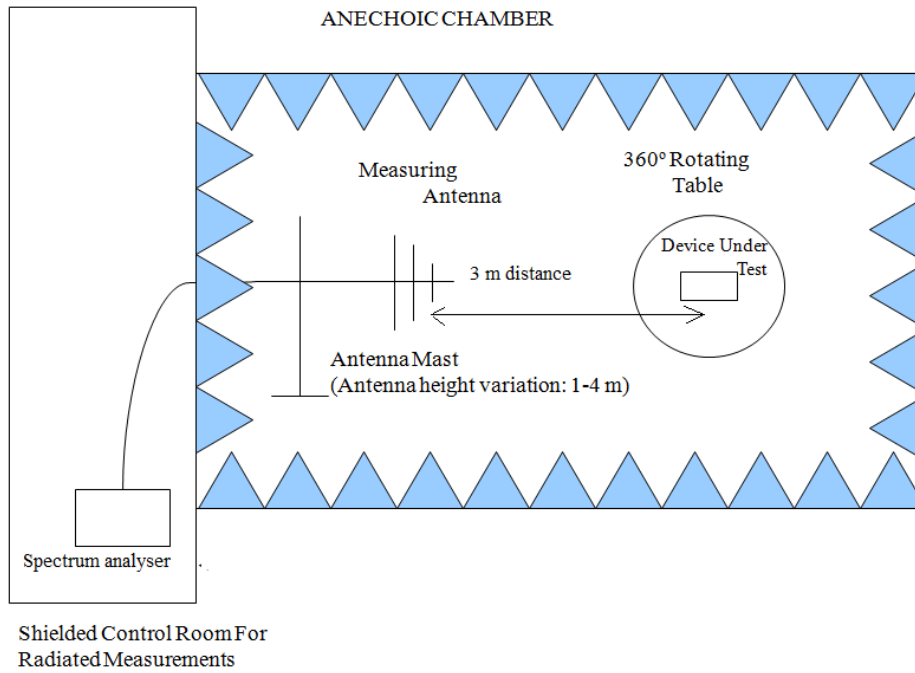 ANECHOIC CHAMBER
Measuring
Antenna
360º Rotating
Table
Device Under
Test
3 m distance
Antenna Mast
(Antenna height variation: 1-4 m)
Spectrum analyser
Shielded Control Room For
Radiated Measurements